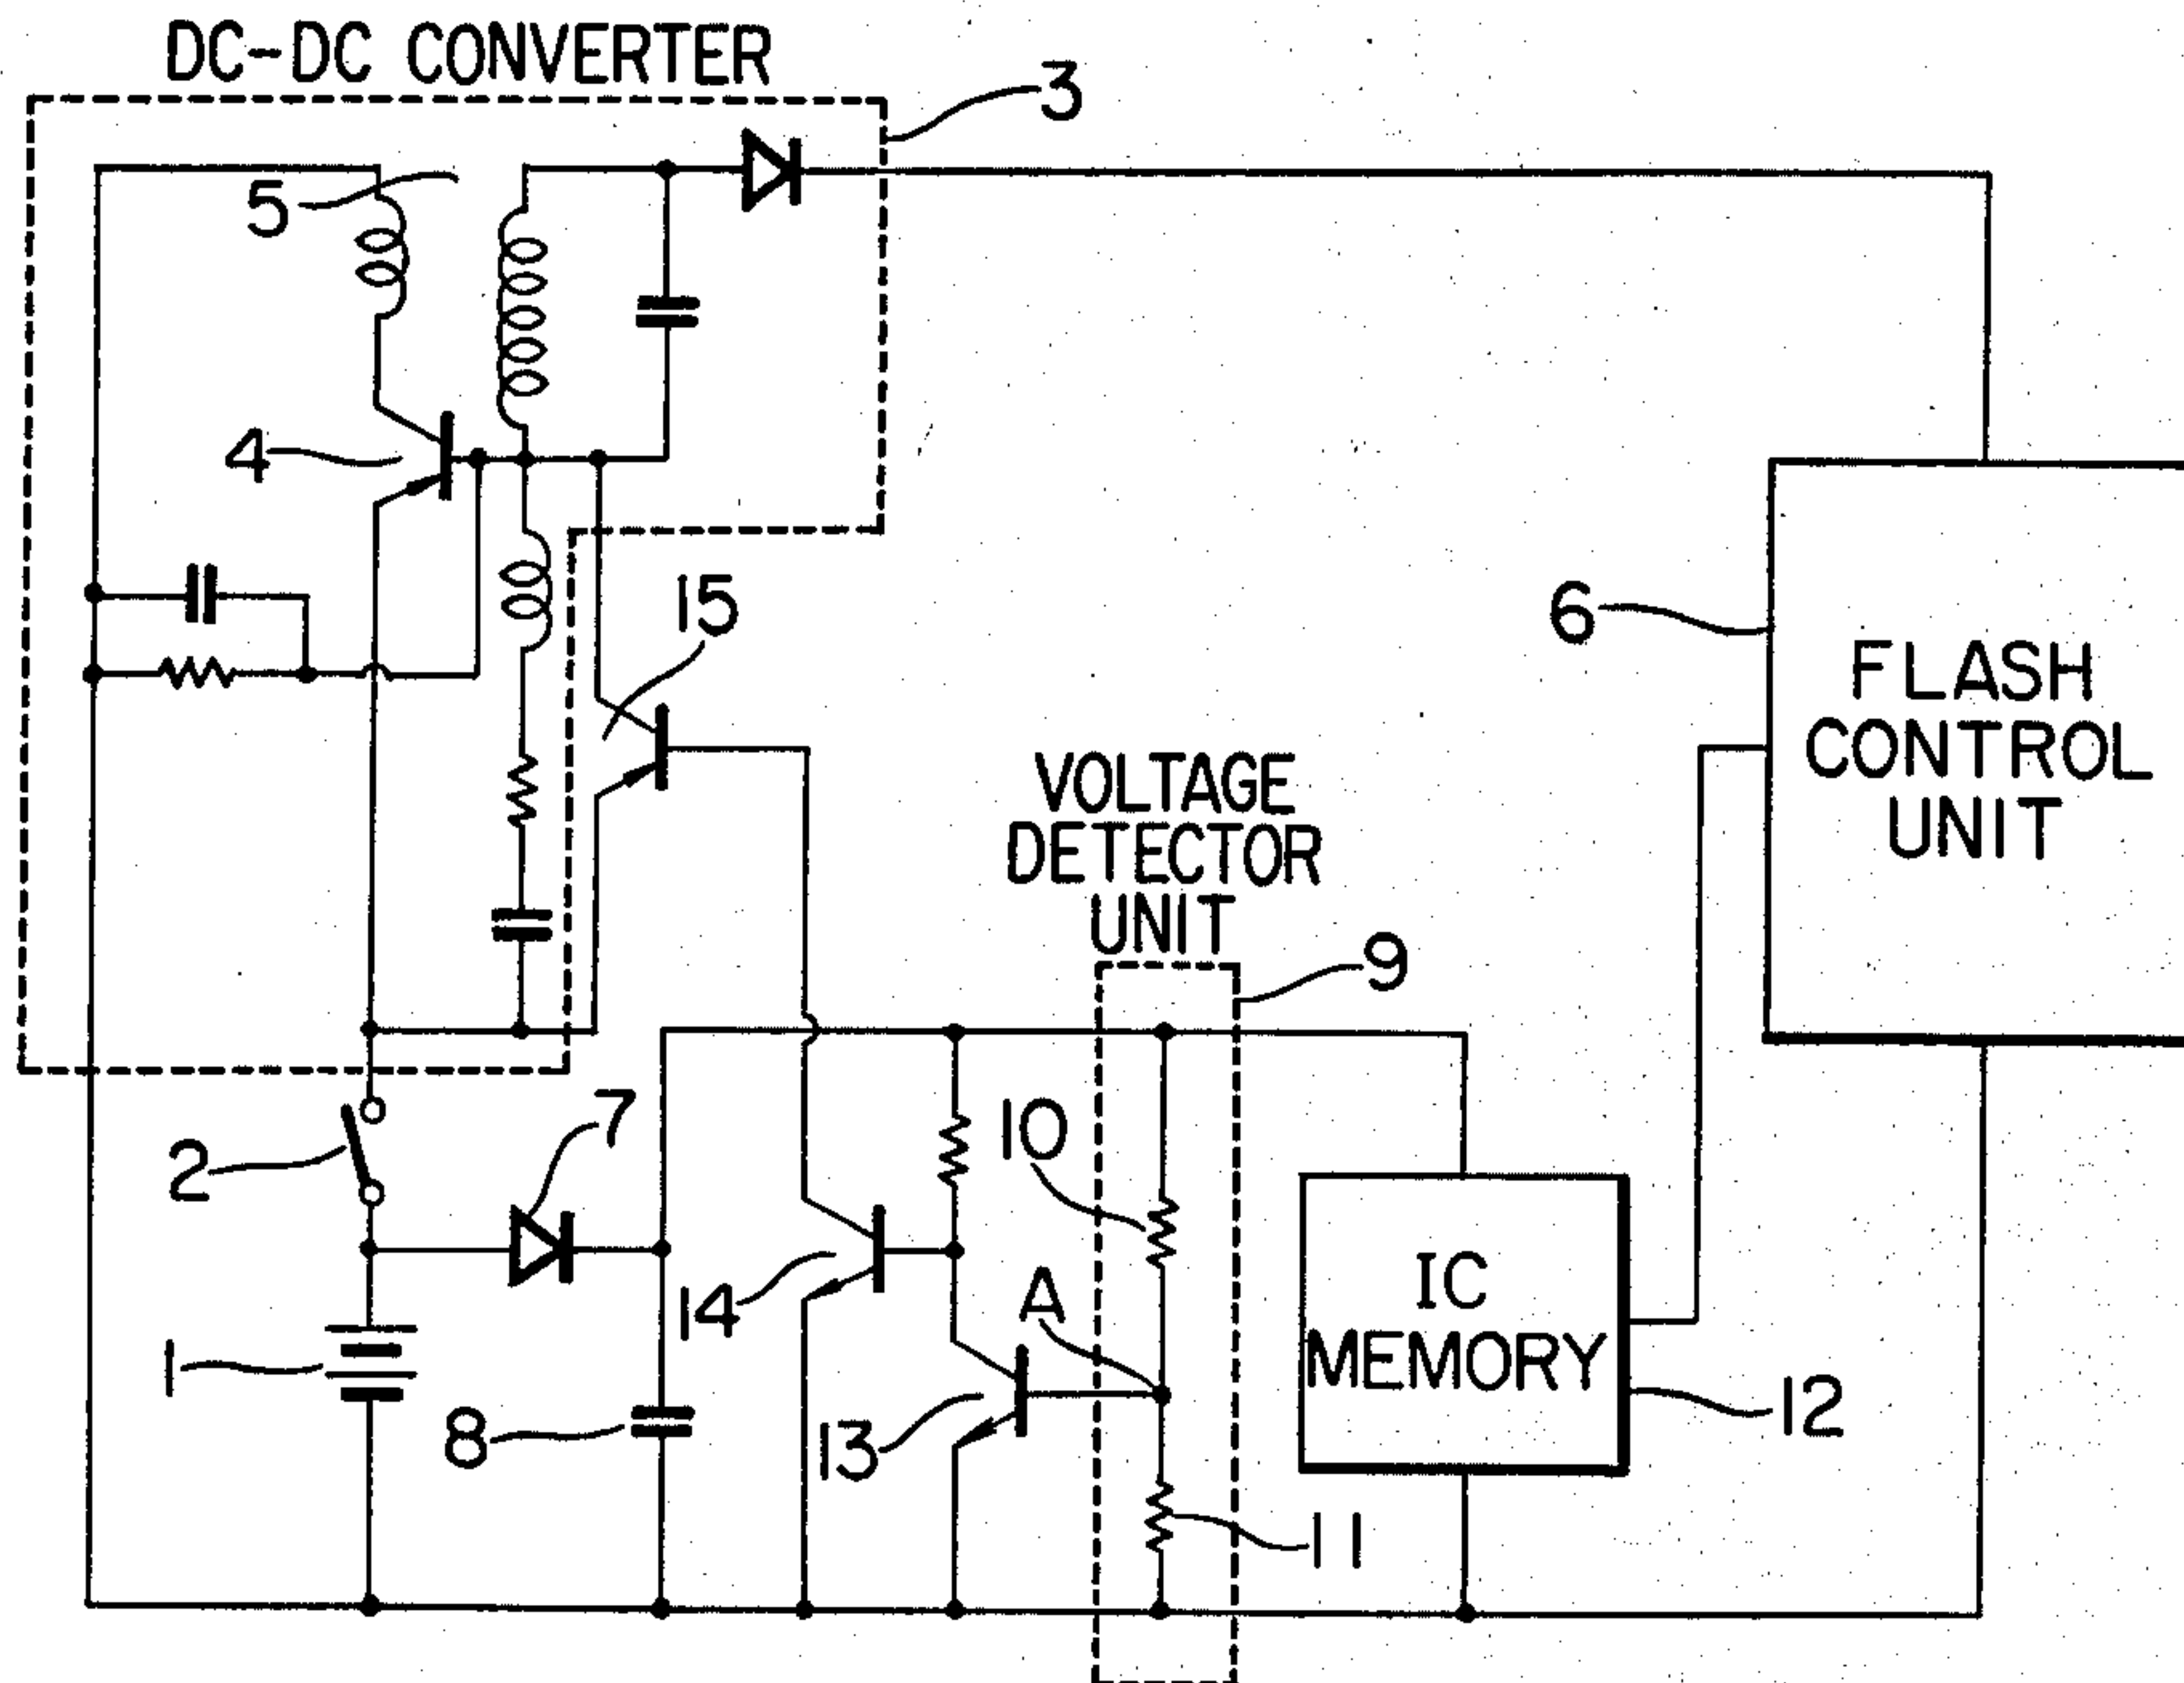 DC-DC CONVERTER
3
5
4
15
6
FLASH
CONTROL
UNIT
VOLTAGE
DETECTOR
UNIT
9
2
7
10
14
A
IC
MEMORY
1
8
13
12
11